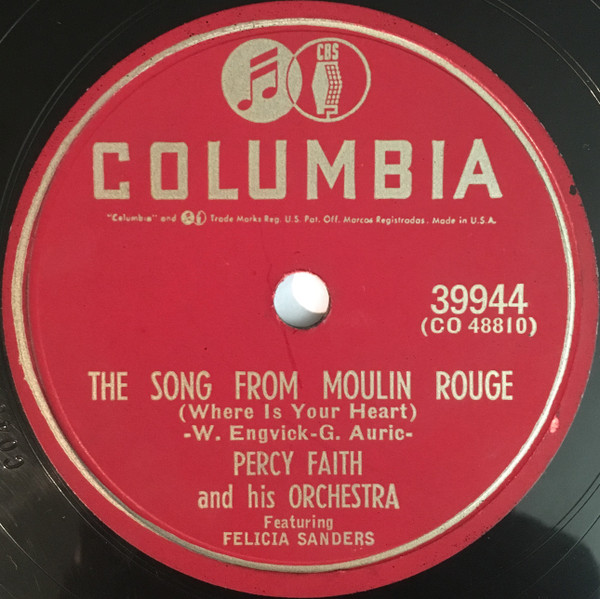 CBS
COLUMBIA
"Columbia" and Trade Marks Reg. U.S. Pat. Off. Marcas Registradas. Made in U.S.A.
39944
(CO 48810)
THE SONG FROM MOULIN ROUGE
(Where Is Your Heart)
-W. Engvick-G. Auric-
PERCY FAITH
and his ORCHESTRA
Featuring
FELICIA SANDERS